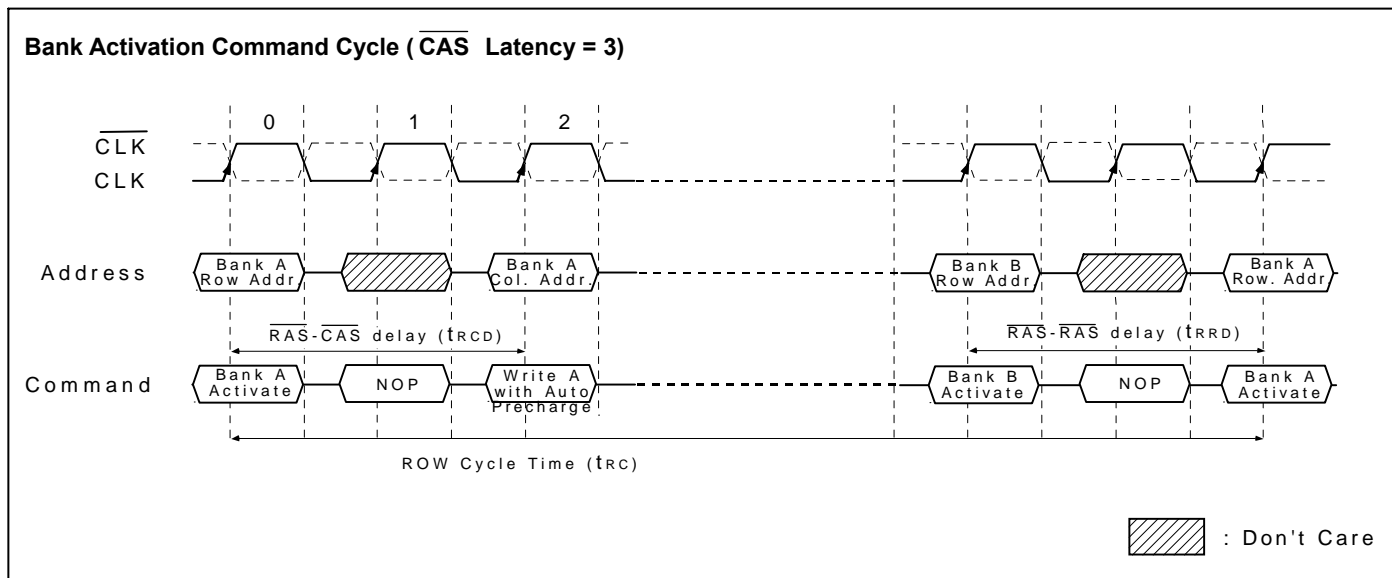 Bank Activation Command Cycle ( CAS Latency = 3)
0 1 2
CLK
CLK
Address
Bank A
Row Addr.
Bank A
Col. Addr.
Bank B
Row Addr.
Bank A
Row. Addr.
RAS-CAS delay (tRCD)
RAS-RAS delay (tRRD)
Command
Bank A
Activate
NOP
Write A
with Auto
Precharge
Bank B
Activate
NOP
Bank A
Activate
ROW Cycle Time (tRC)
: Don't Care